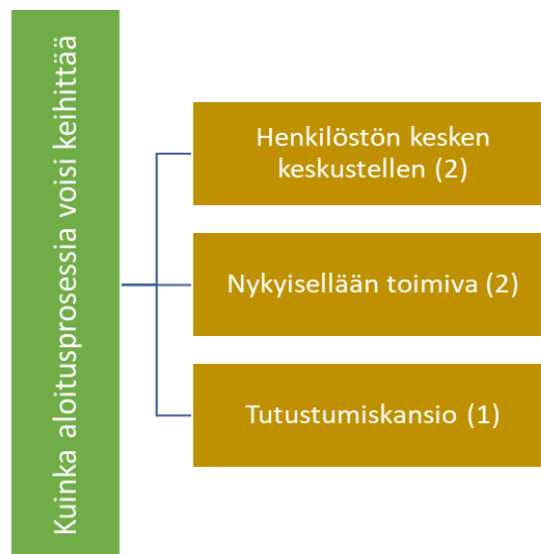 Kuinka aloitusprosessia voisi keihittää
Henkilöstön kesken
keskustellen (2)
Nykyisellään toimiva (2)
Tutustumiskansio (1)